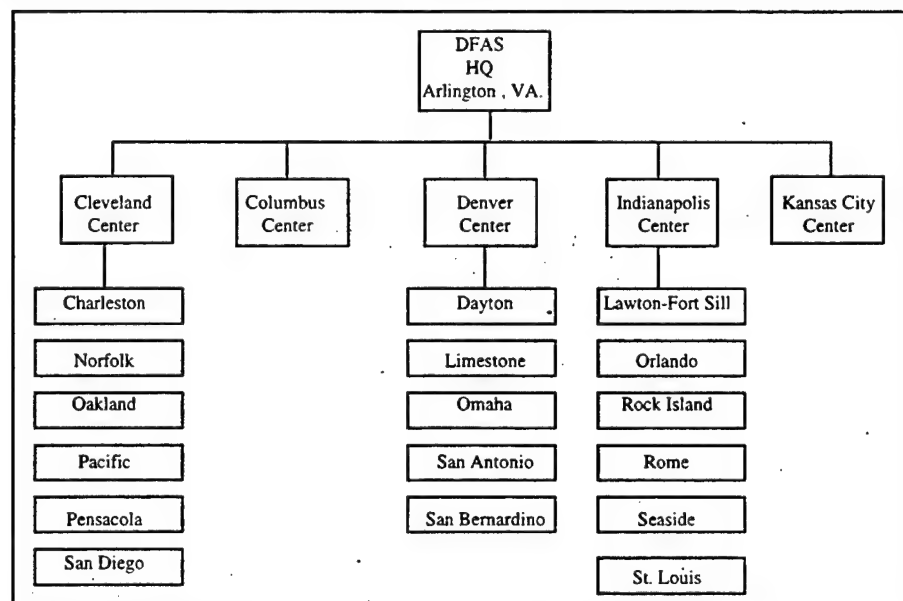 DFAS
HQ
Arlington , VA.
Cleveland
Center
Columbus
Center
Denver
Center
Indianapolis
Center
Kansas City
Center
Charleston
Norfolk
Oakland
Pacific
Pensacola
San Diego
Dayton
Limestone
Omaha
San Antonio
San Bernardino
Lawton-Fort Sill
Orlando
Rock Island
Rome
Seaside
St. Louis